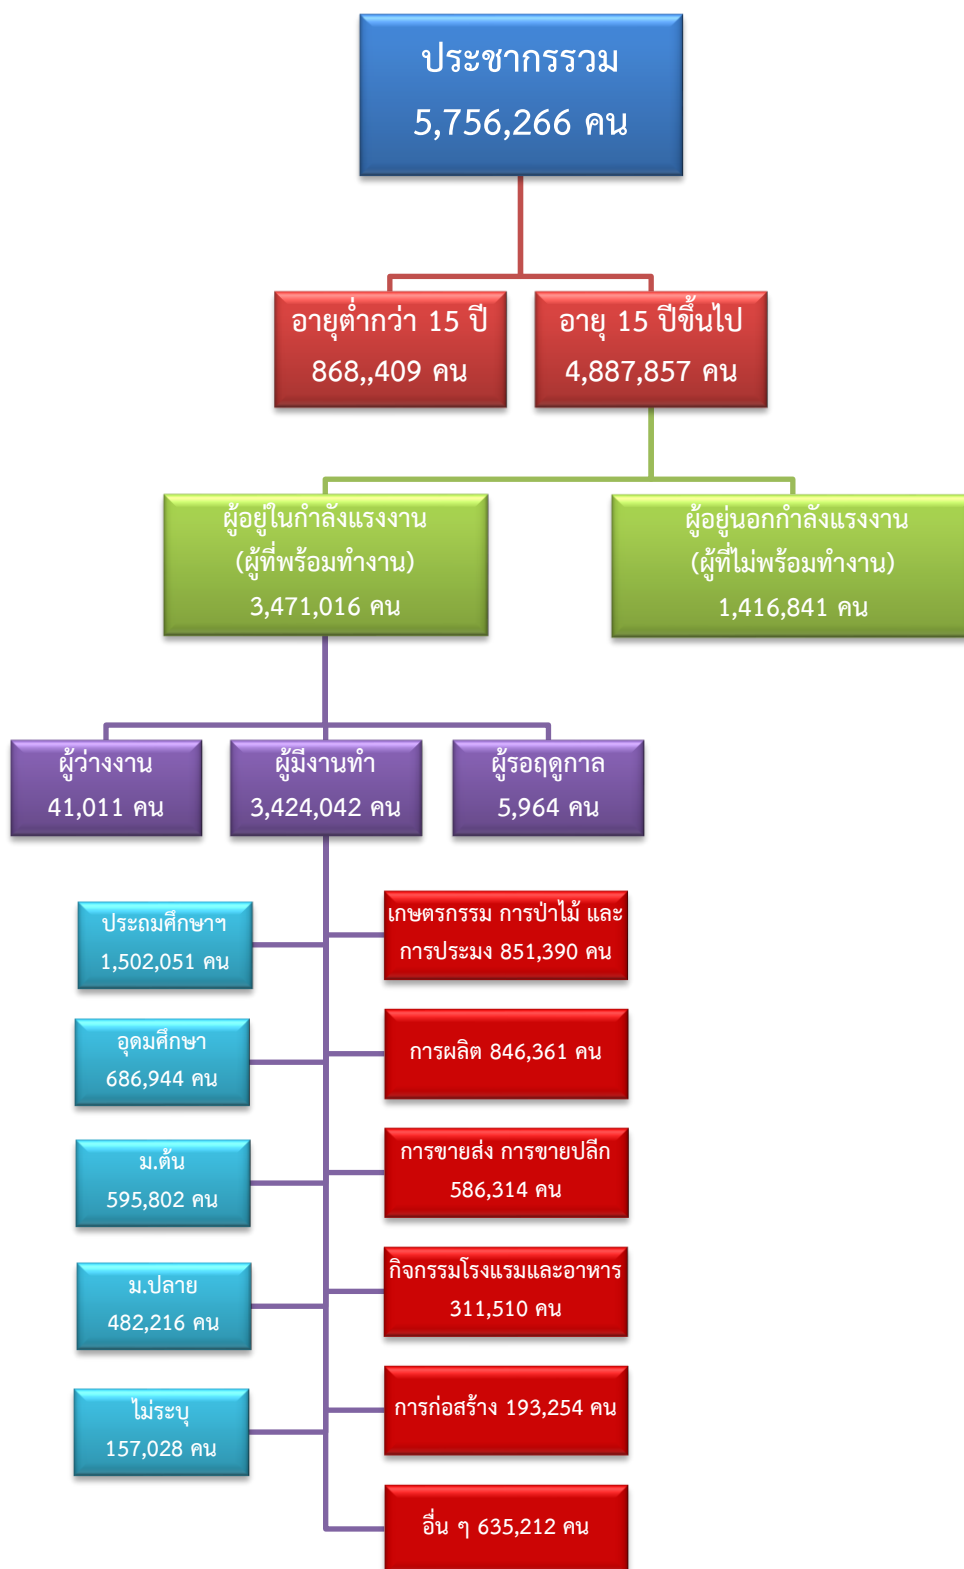 ประชากรรวม
5,756,266 คน
อายุต่ำกว่า 15 ปี
868,,409 คน
อายุ 15 ปีขึ้นไป
4,887,857 คน
ผู้อยู่ในกำลังแรงงาน
(ผู้ที่พร้อมทำงาน)
3,471,016 คน
ผู้อยู่นอกกำลังแรงงาน
(ผู้ที่ไม่พร้อมทำงาน)
1,416,841 คน
ผู้ว่างงาน
41,011 คน
ผู้มีงานทำ
3,424,042 คน
ผู้รอฤดูกาล
5,964 คน
ประถมศึกษาฯ
1,502,051 คน
อุดมศึกษา
686,944 คน
ม.ต้น
595,802 คน
ม.ปลาย
482,216 คน
ไม่ระบุ
157,028 คน
เกษตรกรรม การป่าไม้ และ
การประมง 851,390 คน
การผลิต 846,361 คน
การขายส่ง การขายปลีก
586,314 คน
กิจกรรมโรงแรมและอาหาร
311,510 คน
การก่อสร้าง 193,254 คน
อื่น ๆ 635,212 คน